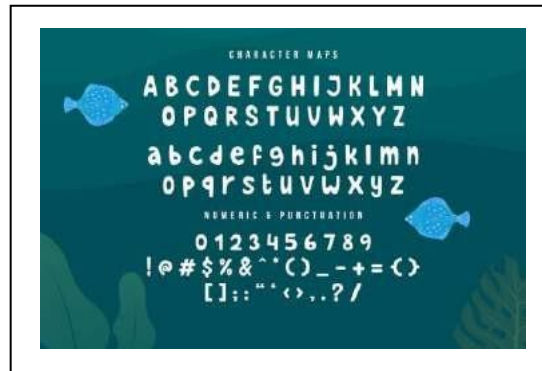 CHARACTER MAPS
ABCDEFGHIJKLMN
OPQRSTUVWXYZ
abcdefghijklmn
opqrstuvwxyz
NUMERIC & PUNCTUATION
0123456789
!@#$%&^*()_-+={}
[];:"'<>,.?/